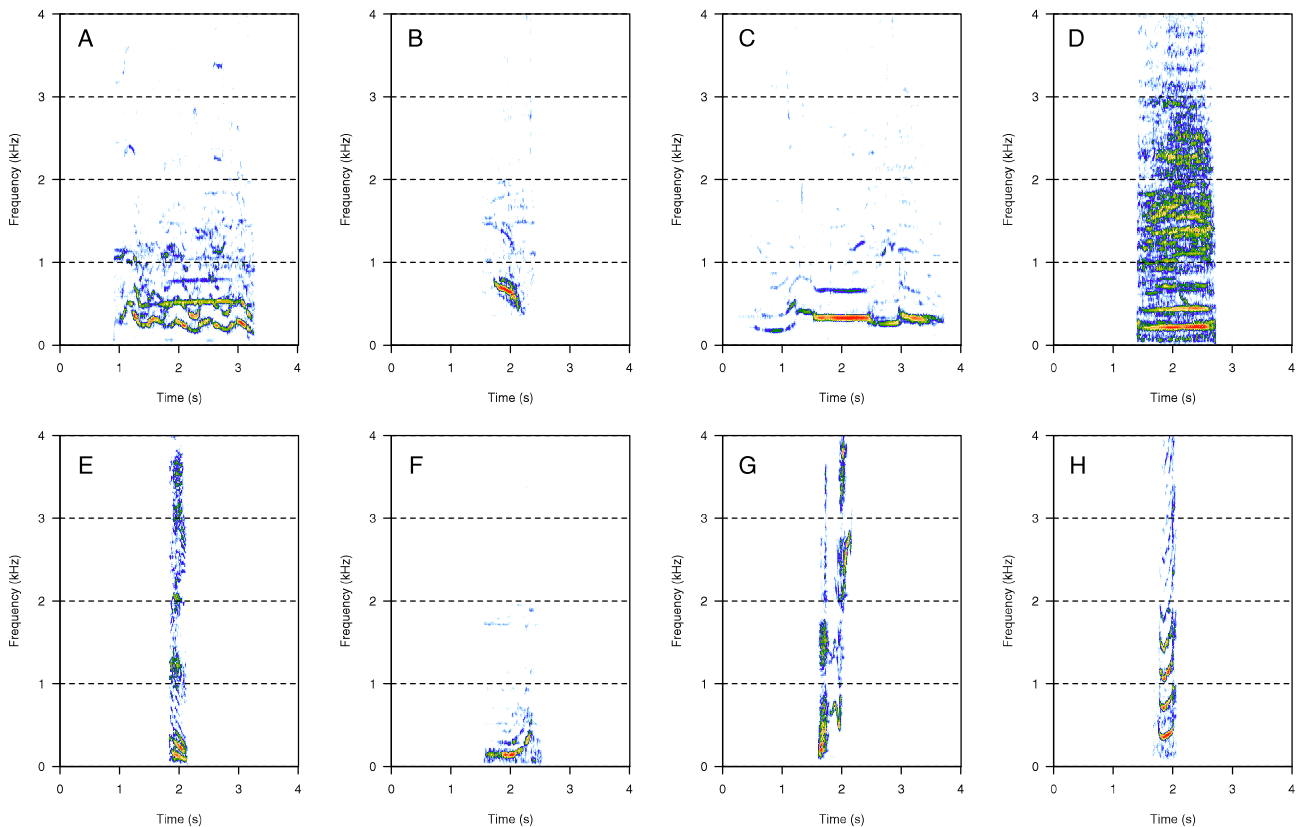 A
B
C
D
4 4 4 4
3 3 3 3
2 2 2 2
1 1 1 1
0 0 0 0
Frequency (kHz) Frequency (kHz) Frequency (kHz) Frequency (kHz)
0 1 2 3 4 0 1 2 3 4 0 1 2 3 4 0 1 2 3 4
Time (s) Time (s) Time (s) Time (s)
E
F
G
H
4 4 4 4
3 3 3 3
2 2 2 2
1 1 1 1
0 0 0 0
Frequency (kHz) Frequency (kHz) Frequency (kHz) Frequency (kHz)
0 1 2 3 4 0 1 2 3 4 0 1 2 3 4 0 1 2 3 4
Time (s) Time (s) Time (s) Time (s)